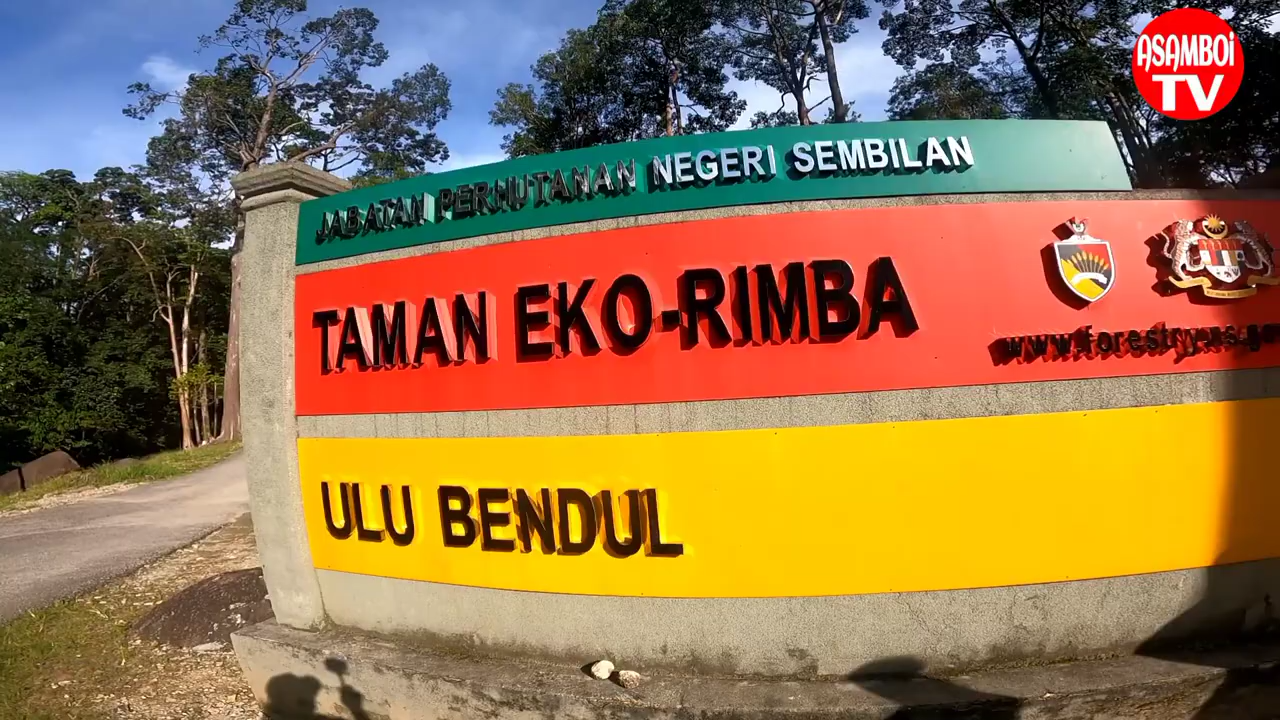 ASAMBOi
TV
JABATAN PERHUTANAN NEGERI SEMBILAN
TAMAN EKO-RIMBA
ULU BENDUL